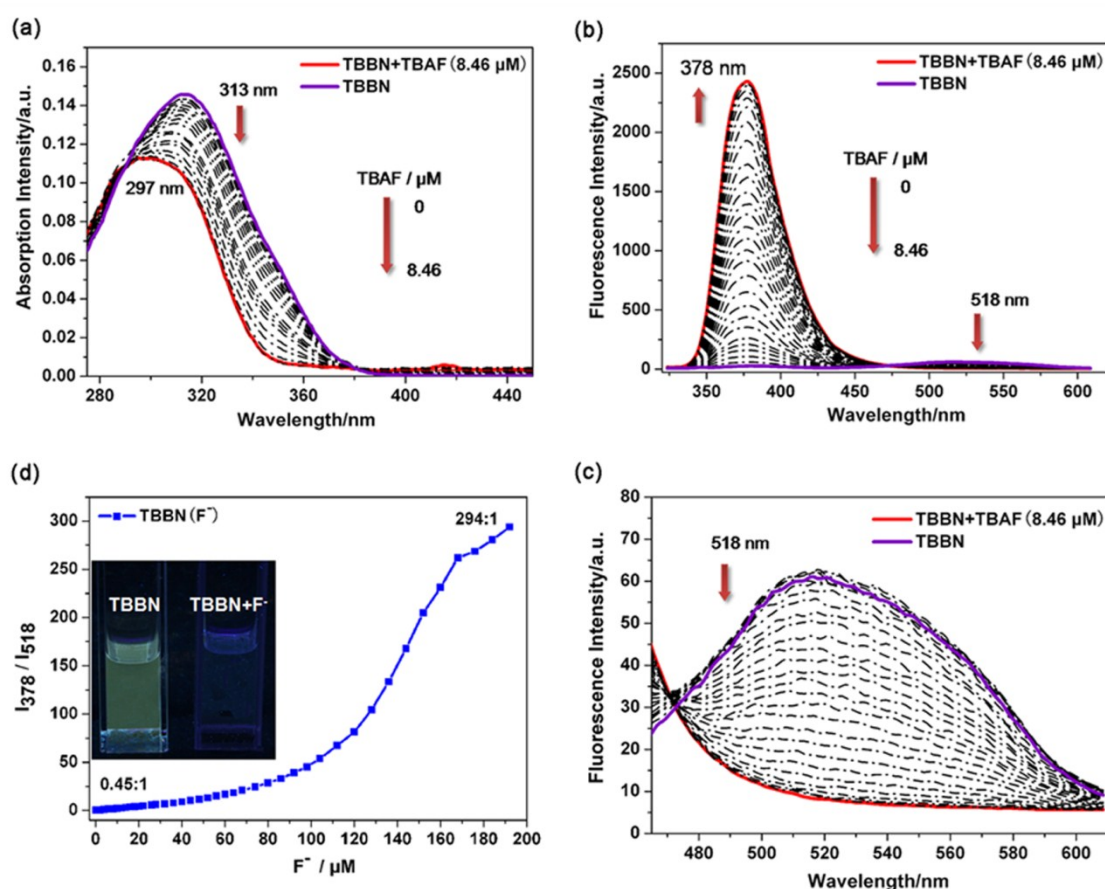 (a)
Absorption Intensity/a.u.
0.16
0.14
0.12
0.10
0.08
0.06
0.04
0.02
0.00
TBBN+TBAF (8.46 μM)
TBBN
313 nm
297 nm
TBAF / μM
0
8.46
280 320 360 400 440
Wavelength/nm
(b)
Fluorescence Intensity/a.u.
2500
2000
1500
1000
500
0
TBBN+TBAF (8.46 μM)
TBBN
378 nm
TBAF / μM
0
8.46
518 nm
350 400 450 500 550 600
Wavelength/nm
(d)
I378 / I518
300
250
200
150
100
50
0
TBBN (F⁻)
294:1
TBBN
TBBN+F⁻
0.45:1
0 20 40 60 80 100 120 140 160 180 200
F⁻ / μM
(c)
Fluorescence Intensity/a.u.
80
70
60
50
40
30
20
10
0
TBBN+TBAF (8.46 μM)
TBBN
518 nm
480 500 520 540 560 580 600
Wavelength/nm